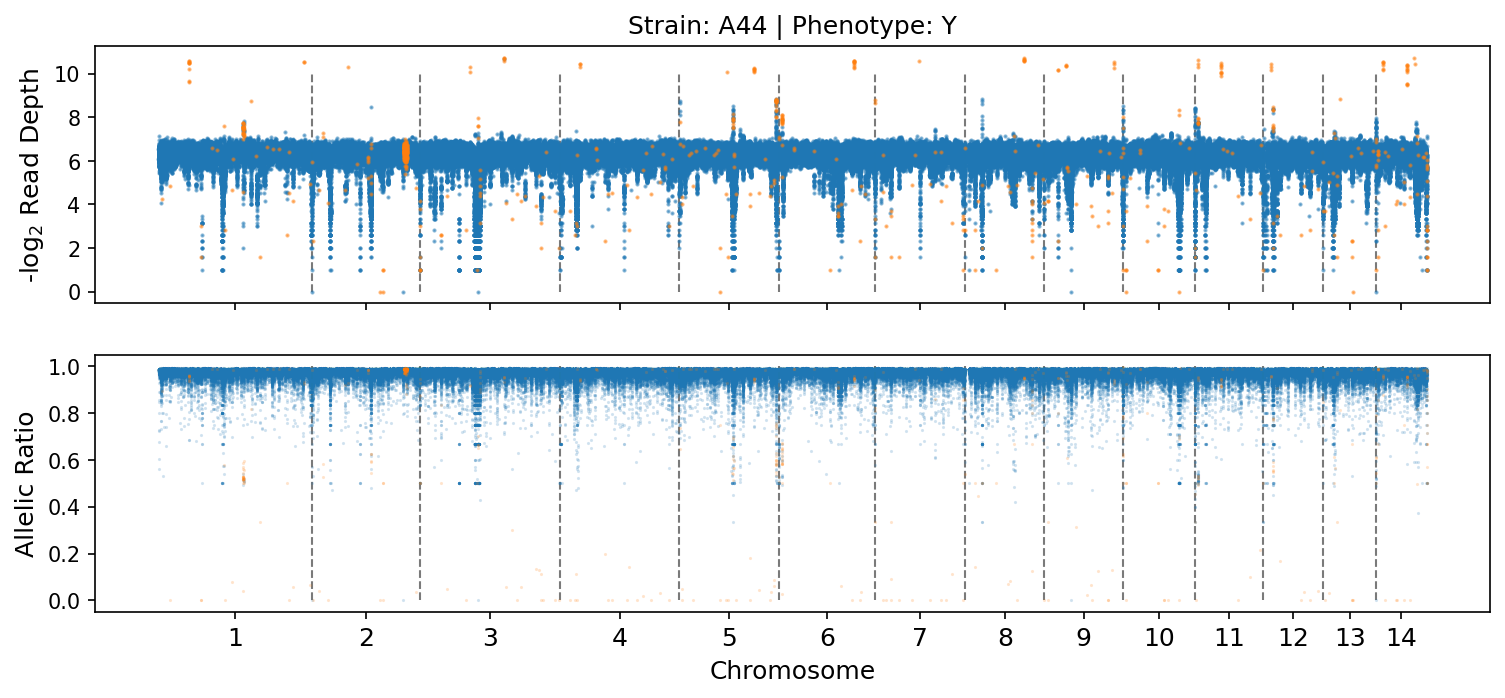 Strain: A44 | Phenotype: Y
-log₂ Read Depth
10
8
6
4
2
0
Allelic Ratio
1.0
0.8
0.6
0.4
0.2
0.0
1 2 3 4 5 6 7 8 9 10 11 12 13 14
Chromosome